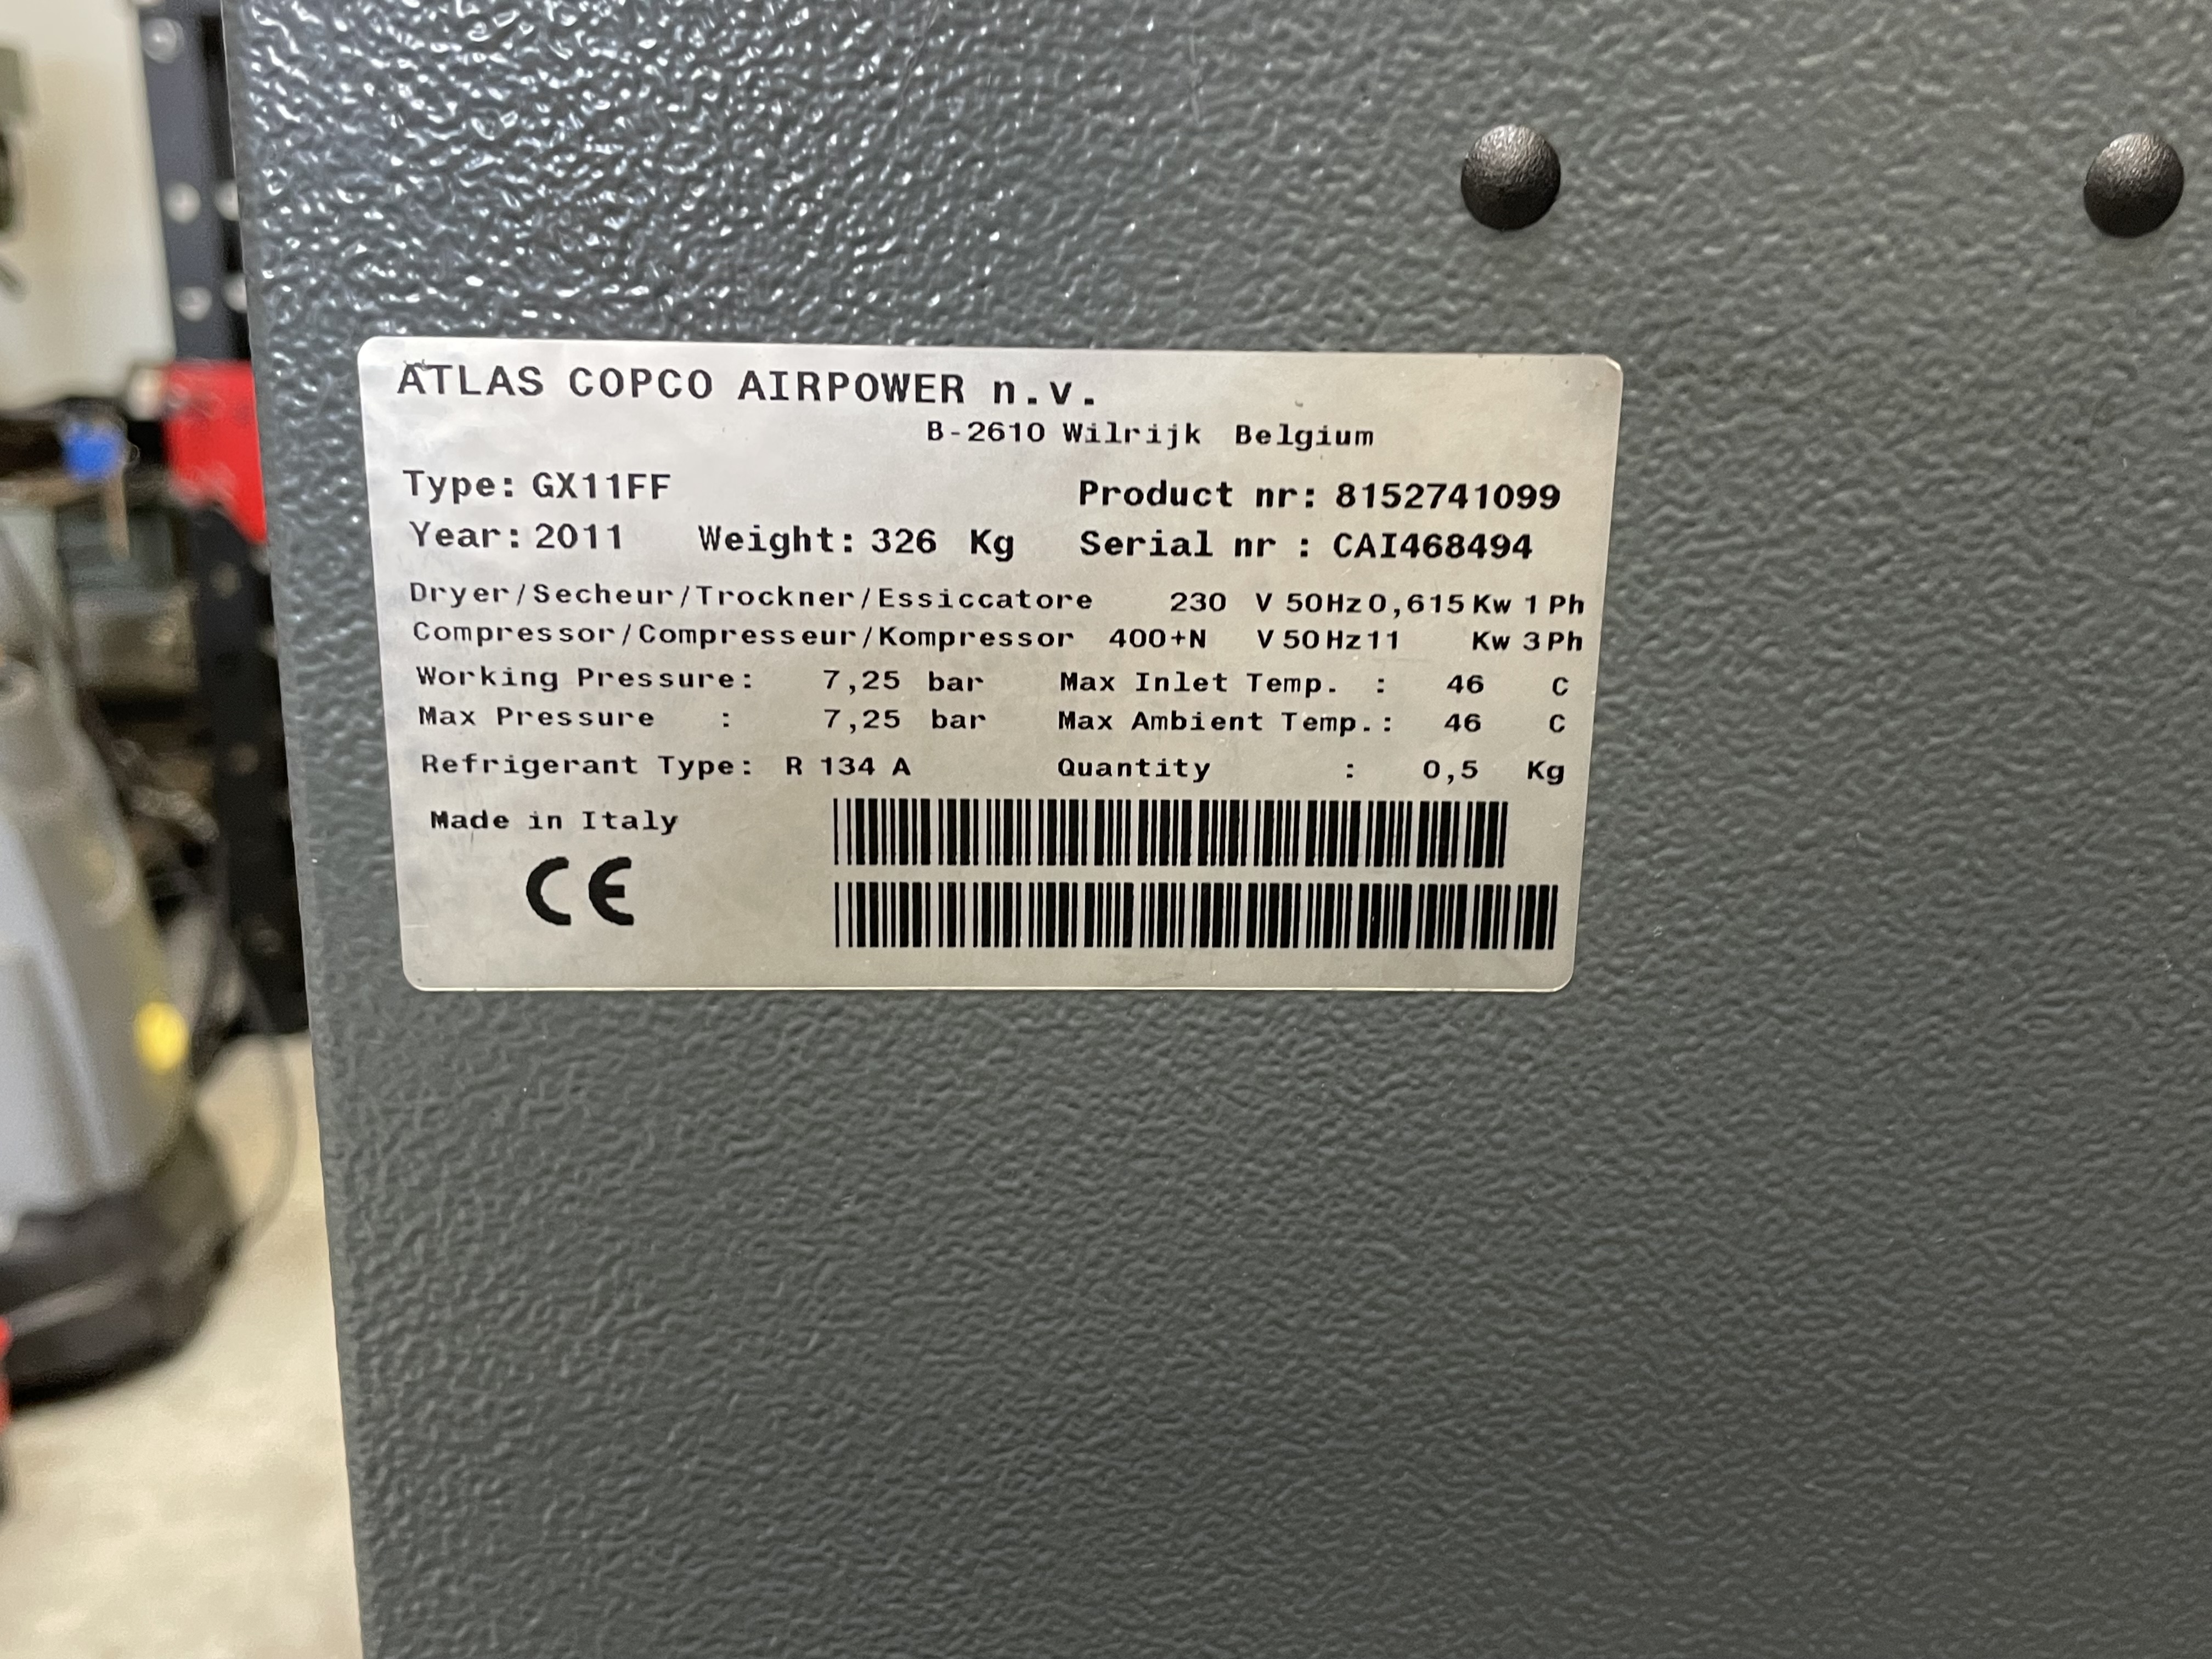 ATLAS COPCO AIRPOWER n.v.
B-2610 Wilrijk Belgium
Type: GX11FF Product nr: 8152741099
Year: 2011 Weight: 326 Kg Serial nr : CAI468494
Dryer/Secheur/Trockner/Essiccatore 230 V 50Hz 0,615 Kw 1 Ph
Compressor/Compresseur/Kompressor 400+N V 50Hz 11 Kw 3 Ph
Working Pressure: 7,25 bar Max Inlet Temp. : 46 C
Max Pressure : 7,25 bar Max Ambient Temp.: 46 C
Refrigerant Type: R 134 A Quantity : 0,5 Kg
Made in Italy
CE